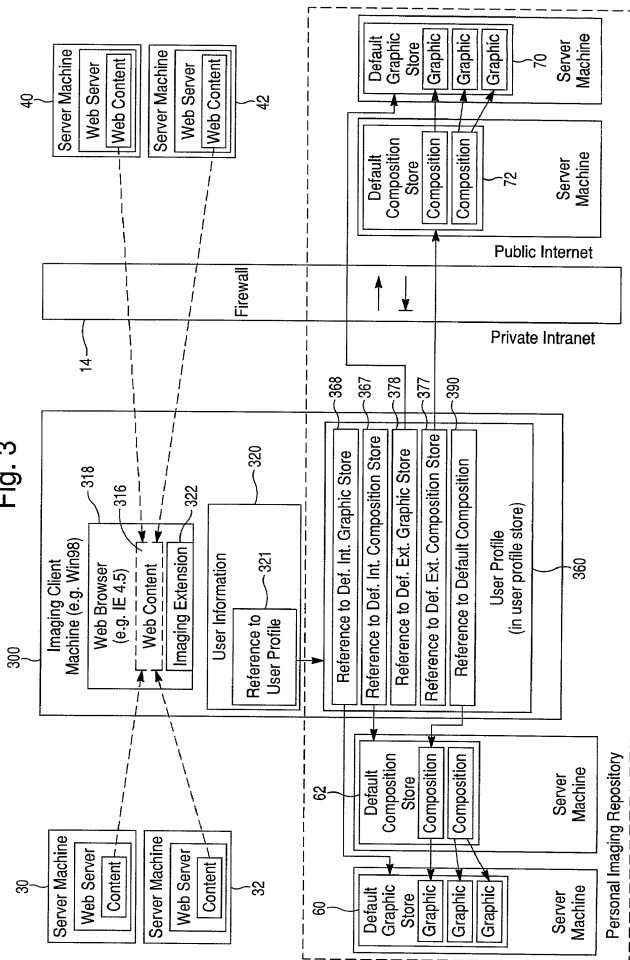 Fig. 3
30
Server Machine
Web Server
Content
Server Machine
Web Server
Content
32
300
Imaging Client
Machine (e.g. Win98)
318
Web Browser
(e.g. IE 4.5)
316
Web Content
322
Imaging Extension
320
User Information
321
Reference to
User Profile
14
Firewall
Private Intranet
Public Internet
40
Server Machine
Web Server
Web Content
Server Machine
Web Server
Web Content
42
60
Default
Graphic
Store
Graphic
Graphic
Graphic
Server
Machine
62
Default
Composition
Store
Composition
Composition
Server
Machine
Personal Imaging Repository
368
Reference to Def. Int. Graphic Store
367
Reference to Def. Int. Composition Store
378
Reference to Def. Ext. Graphic Store
377
Reference to Def. Ext. Composition Store
390
Reference to Default Composition
User Profile
(in user profile store)
360
Default
Composition
Store
Composition
Composition
72
Server
Machine
Default
Graphic
Store
Graphic
Graphic
Graphic
70
Server
Machine